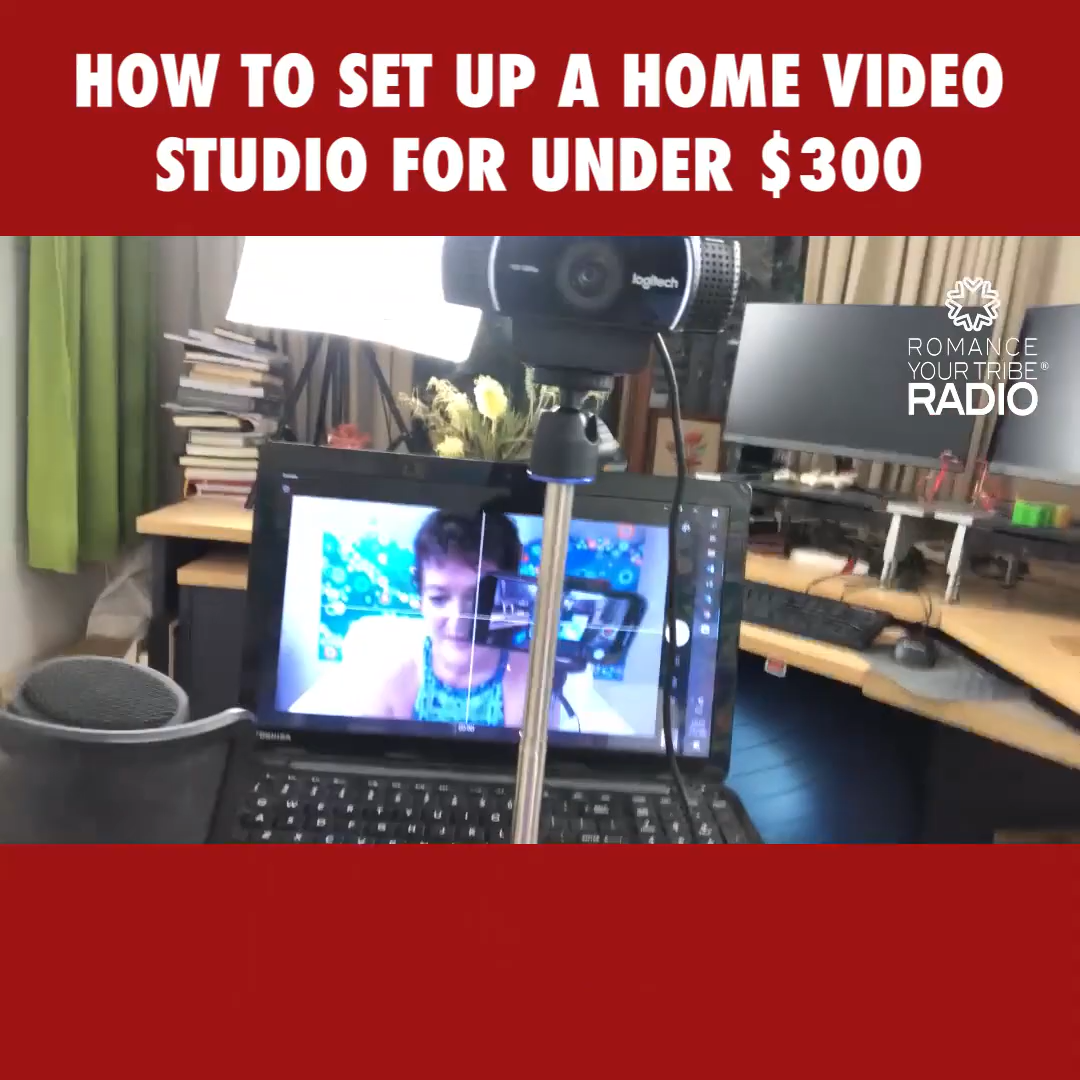 HOW TO SET UP A HOME VIDEO
STUDIO FOR UNDER $300
logitech
ROMANCE
YOUR TRIBE®
RADIO
TOSHIBA